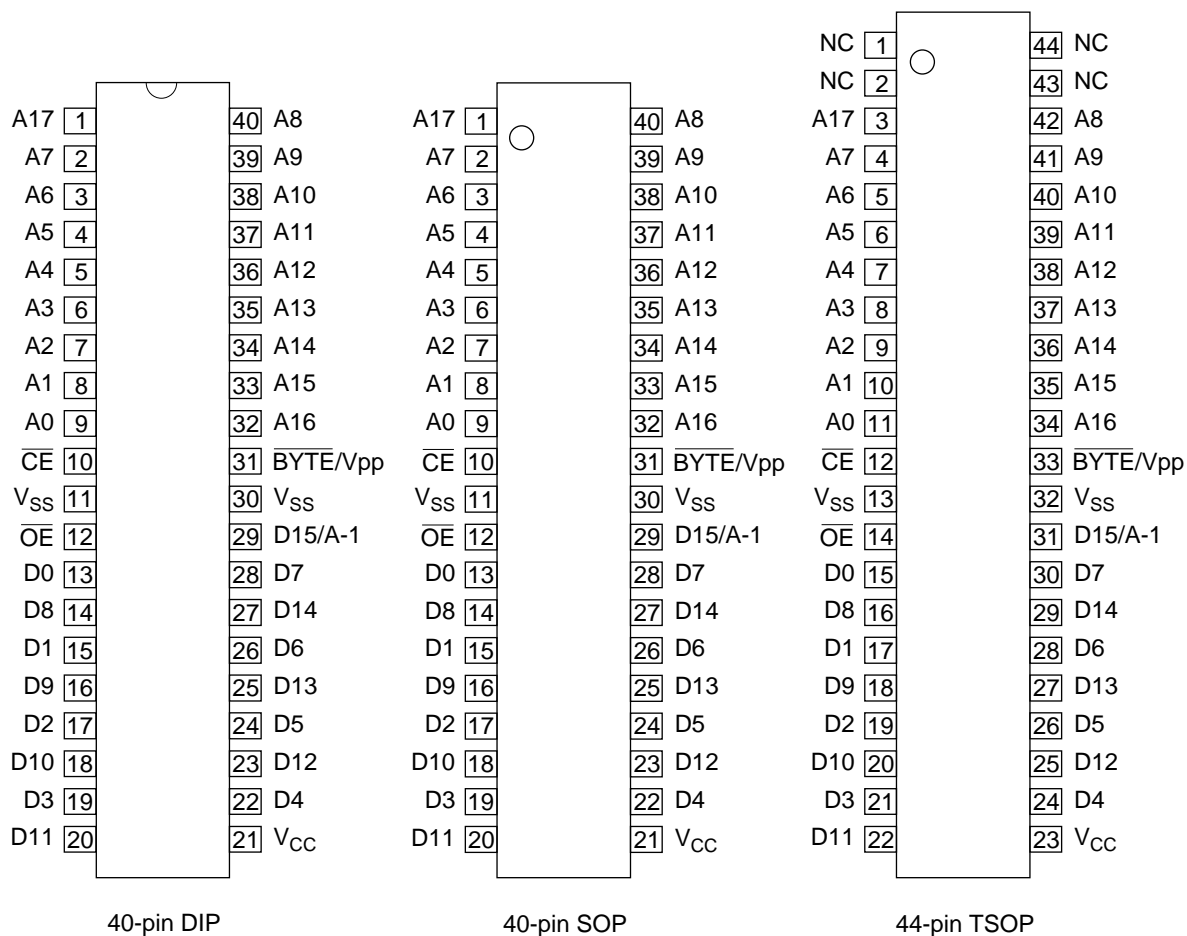 NC 1 44 NC
NC 2 43 NC
A17 1 40 A8 A17 1 40 A8 A17 3 42 A8
A7 2 39 A9 A7 2 39 A9 A7 4 41 A9
A6 3 38 A10 A6 3 38 A10 A6 5 40 A10
A5 4 37 A11 A5 4 37 A11 A5 6 39 A11
A4 5 36 A12 A4 5 36 A12 A4 7 38 A12
A3 6 35 A13 A3 6 35 A13 A3 8 37 A13
A2 7 34 A14 A2 7 34 A14 A2 9 36 A14
A1 8 33 A15 A1 8 33 A15 A1 10 35 A15
A0 9 32 A16 A0 9 32 A16 A0 11 34 A16
C̅E̅ 10 31 B̅Y̅T̅E̅/Vpp C̅E̅ 10 31 B̅Y̅T̅E̅/Vpp C̅E̅ 12 33 B̅Y̅T̅E̅/Vpp
VSS 11 30 VSS VSS 11 30 VSS VSS 13 32 VSS
O̅E̅ 12 29 D15/A-1 O̅E̅ 12 29 D15/A-1 O̅E̅ 14 31 D15/A-1
D0 13 28 D7 D0 13 28 D7 D0 15 30 D7
D8 14 27 D14 D8 14 27 D14 D8 16 29 D14
D1 15 26 D6 D1 15 26 D6 D1 17 28 D6
D9 16 25 D13 D9 16 25 D13 D9 18 27 D13
D2 17 24 D5 D2 17 24 D5 D2 19 26 D5
D10 18 23 D12 D10 18 23 D12 D10 20 25 D12
D3 19 22 D4 D3 19 22 D4 D3 21 24 D4
D11 20 21 VCC D11 20 21 VCC D11 22 23 VCC
40-pin DIP 40-pin SOP 44-pin TSOP